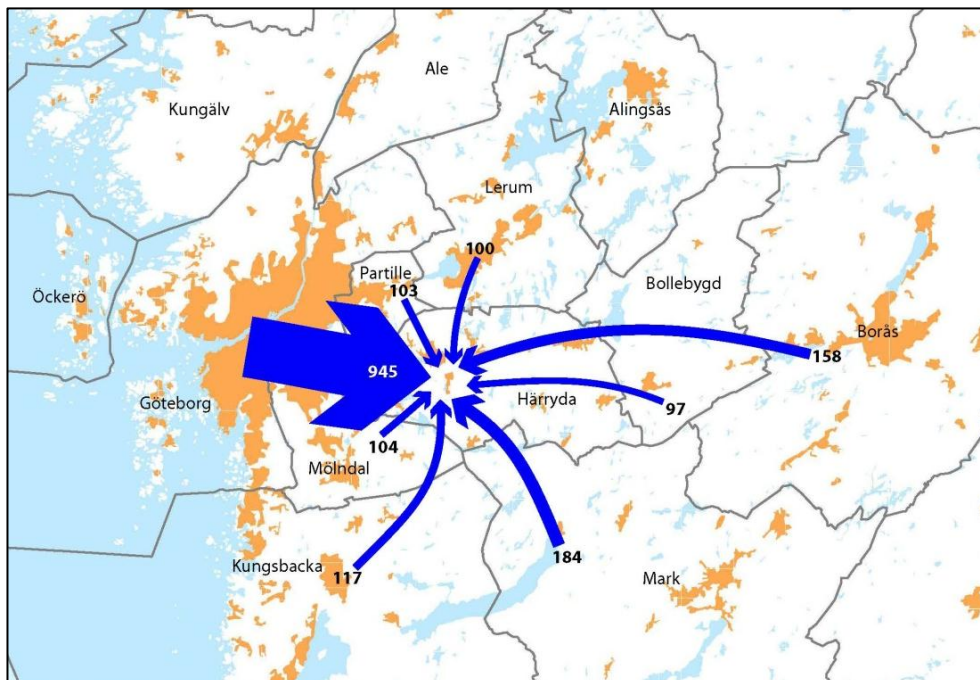 Ale
Kungälv
Alingsås
Lerum
100
Partille
103
Bollebygd
Öckerö
Borås
158
945
Göteborg
Härryda
97
104
Mölndal
Kungsbacka
117
184
Mark